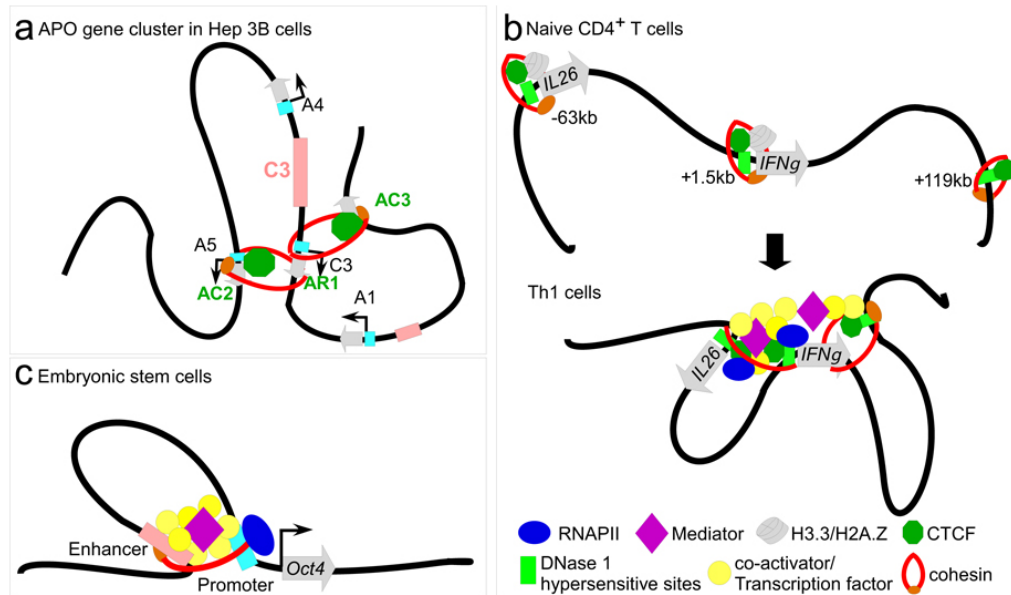 a APO gene cluster in Hep 3B cells
A4
C3
AC3
A5
C3
AC2
AR1
A1
b Naive CD4+ T cells
IL26
-63kb
IFNg
+1.5kb
+119kb
Th1 cells
IL26
IFNg
c Embryonic stem cells
Enhancer
Promoter
Oct4
RNAPII
Mediator
H3.3/H2A.Z
CTCF
DNase 1
hypersensitive sites
co-activator/
Transcription factor
cohesin